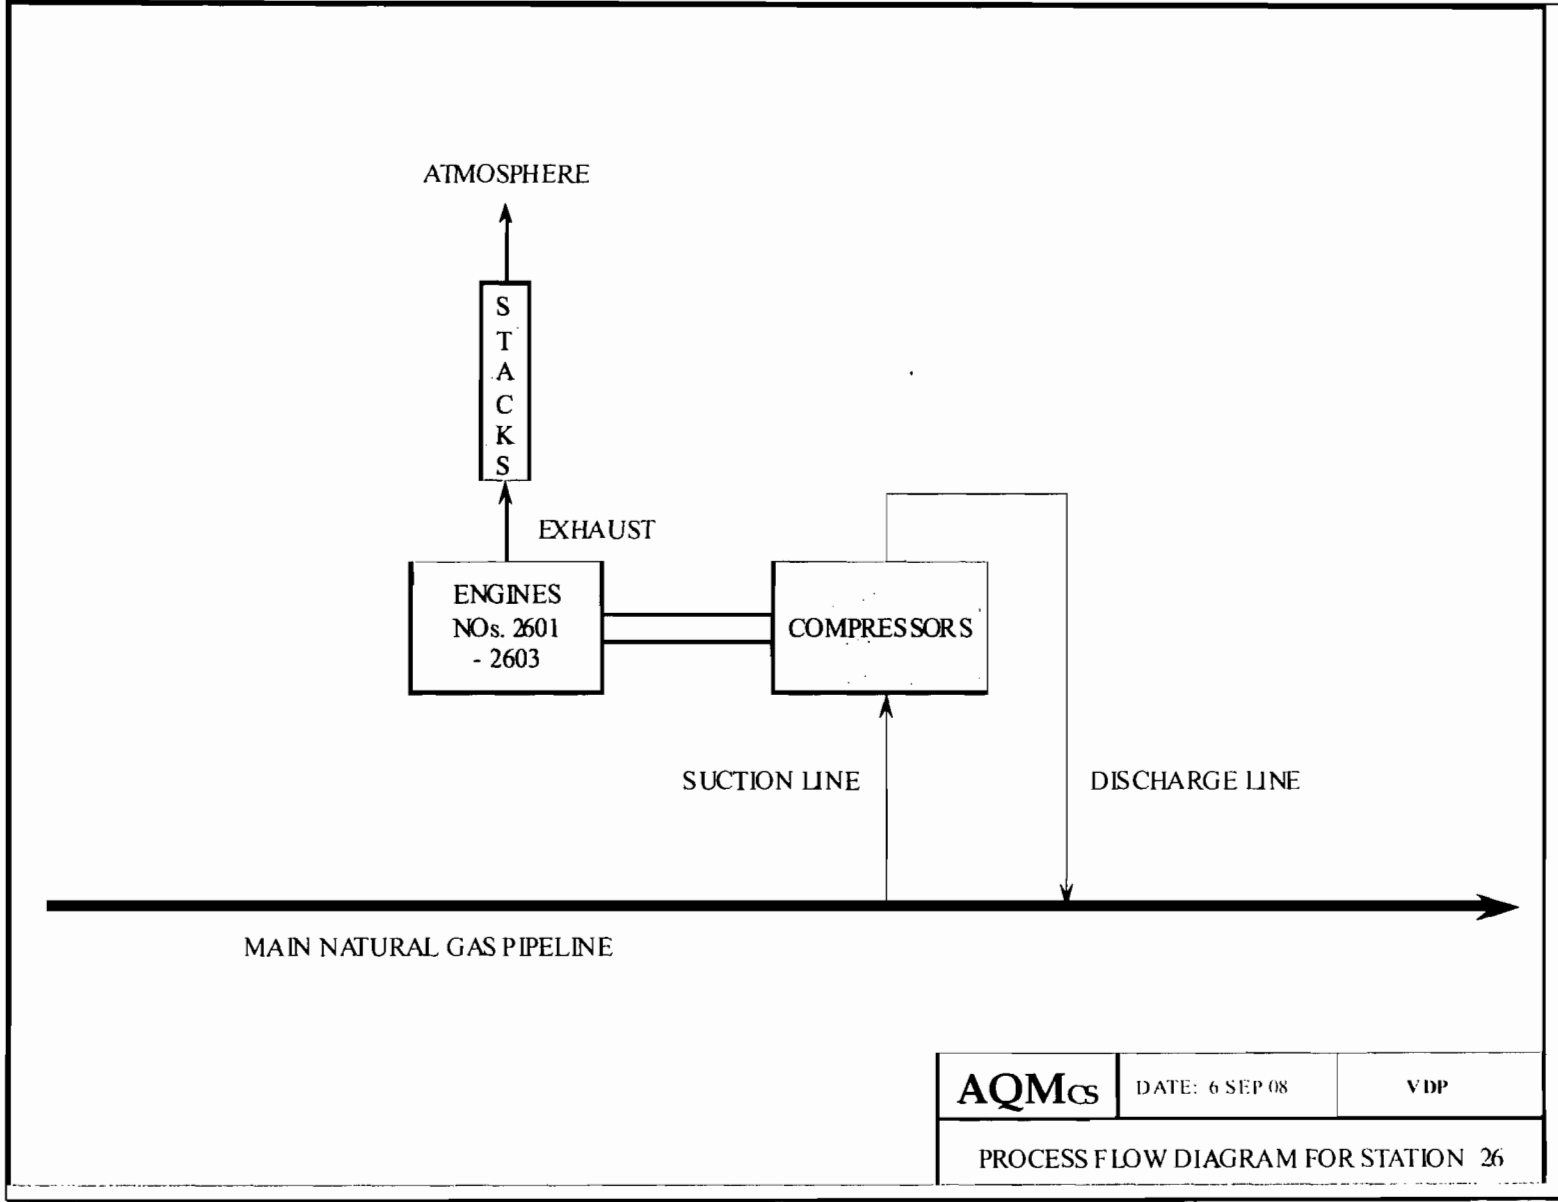 ATMOSPHERE
S
T
A
C
K
S
EXHAUST
ENGINES
NOs. 2601
- 2603
COMPRESSORS
SUCTION LINE
DISCHARGE LINE
MAIN NATURAL GAS PIPELINE
AQMcs
DATE: 6 SEP 08
VDP
PROCESS FLOW DIAGRAM FOR STATION 26